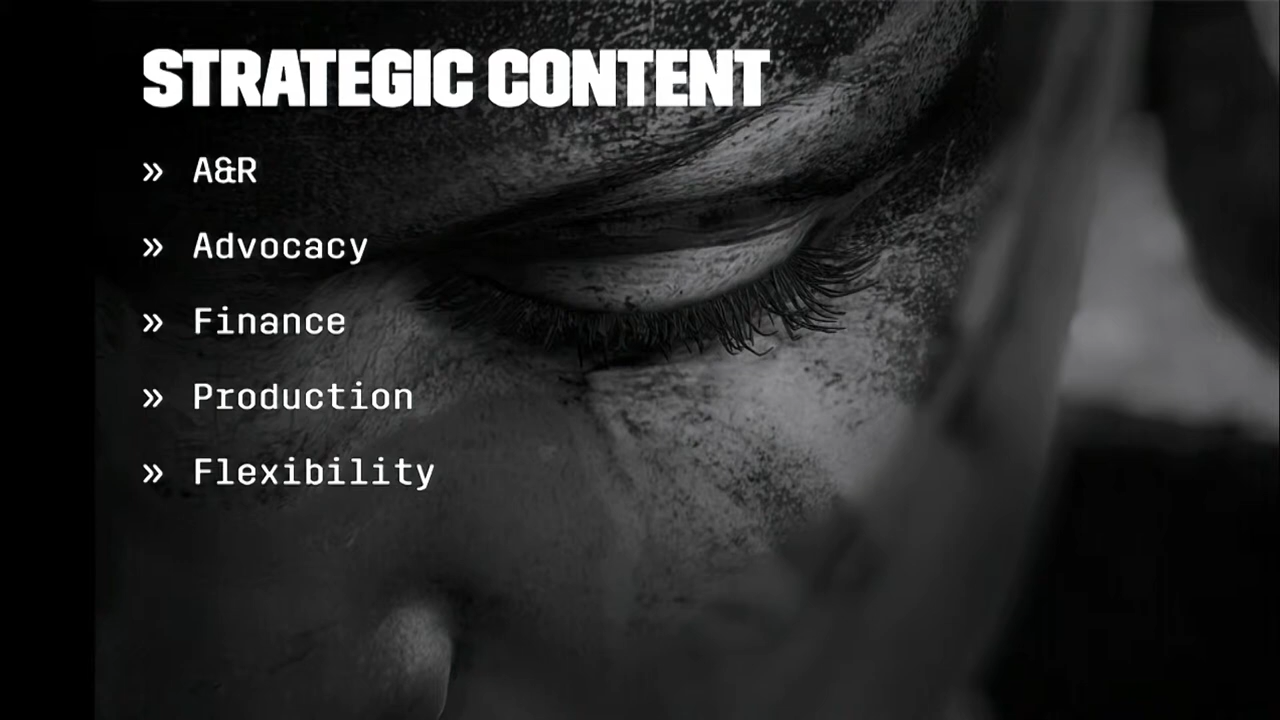 STRATEGIC CONTENT
» A&R
» Advocacy
» Finance
» Production
» Flexibility